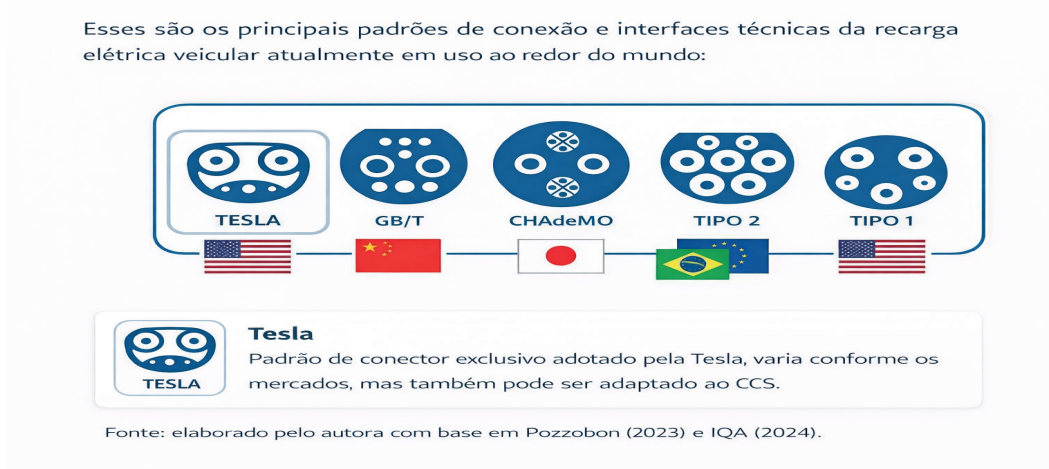 Esses são os principais padrões de conexão e interfaces técnicas da recarga
elétrica veicular atualmente em uso ao redor do mundo:
TESLA
GB/T
CHAdeMO
TIPO 2
TIPO 1
Tesla
Padrão de conector exclusivo adotado pela Tesla, varia conforme os
mercados, mas também pode ser adaptado ao CCS.
TESLA
Fonte: elaborado pelo autora com base em Pozzobon (2023) e IQA (2024).